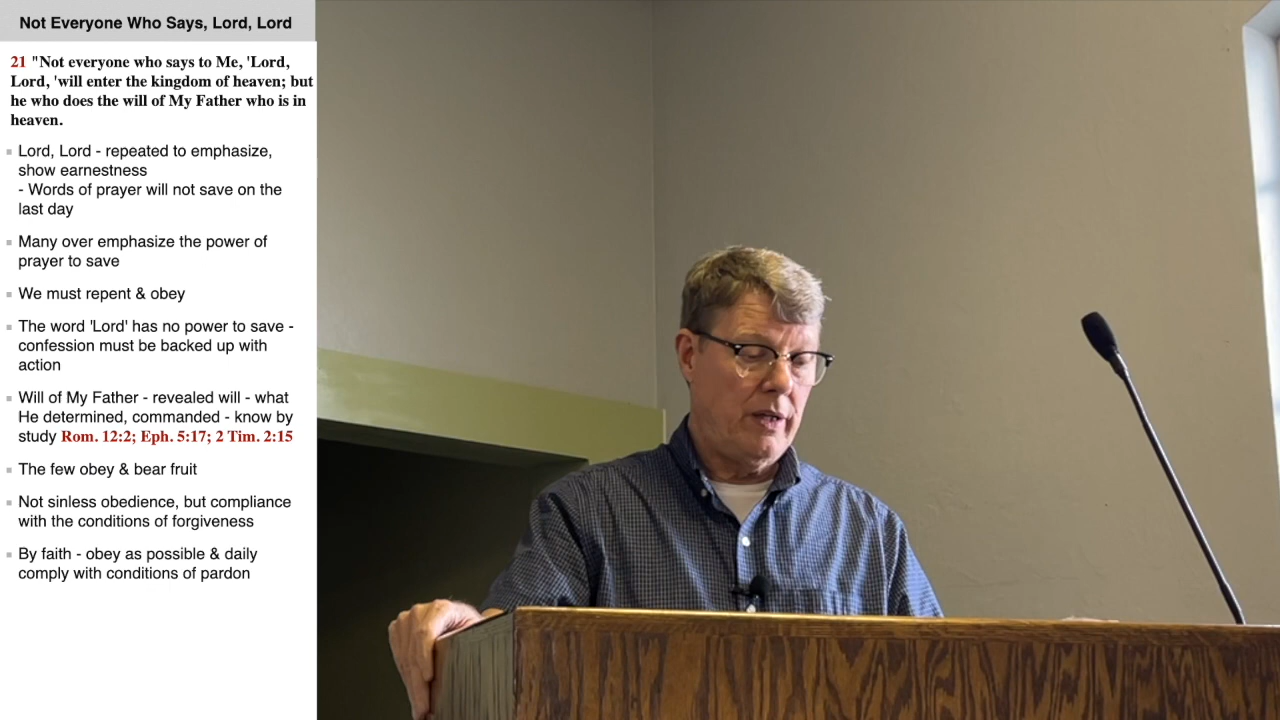 Not Everyone Who Says, Lord, Lord
21 "Not everyone who says to Me, 'Lord,
Lord, 'will enter the kingdom of heaven; but
he who does the will of My Father who is in
heaven.
Lord, Lord - repeated to emphasize,
show earnestness
- Words of prayer will not save on the
last day
Many over emphasize the power of
prayer to save
We must repent & obey
The word 'Lord' has no power to save -
confession must be backed up with
action
Will of My Father - revealed will - what
He determined, commanded - know by
study Rom. 12:2; Eph. 5:17; 2 Tim. 2:15
The few obey & bear fruit
Not sinless obedience, but compliance
with the conditions of forgiveness
By faith - obey as possible & daily
comply with conditions of pardon